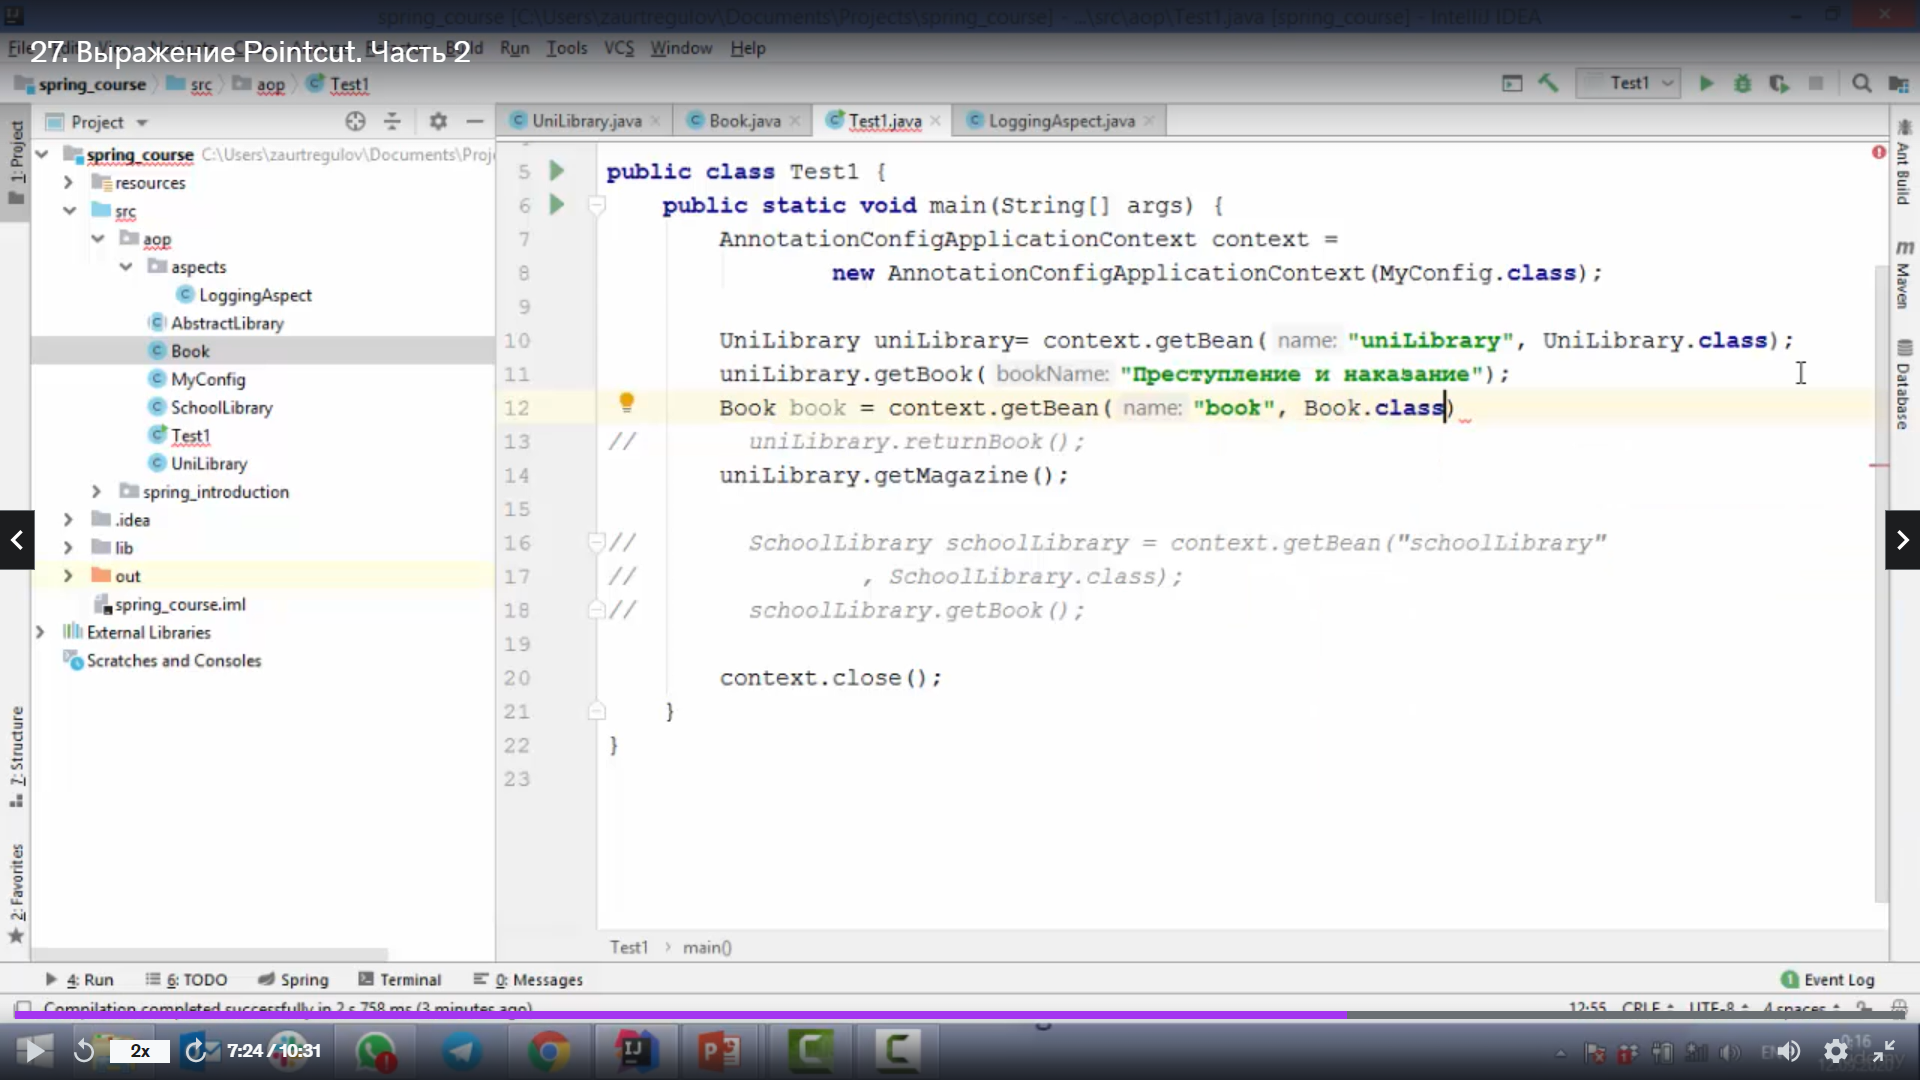 spring_course [C:\Users\zaurtregulov\Documents\Projects\spring_course] - ...\src\aop\Test1.java [spring_course] - IntelliJ IDEA
27. Выражение Pointcut. Часть 2
File Run Tools VCS Window Help
spring_course src aop Test1
Test1
Project
UniLibrary.java Book.java Test1.java LoggingAspect.java
1: Project
spring_course C:\Users\zaurtregulov\Documents\Proj
resources
src
aop
aspects
LoggingAspect
AbstractLibrary
Book
MyConfig
SchoolLibrary
Test1
UniLibrary
spring_introduction
.idea
lib
out
spring_course.iml
External Libraries
Scratches and Consoles
7: Structure
2: Favorites
5 public class Test1 {
6 public static void main(String[] args) {
7 AnnotationConfigApplicationContext context =
8 new AnnotationConfigApplicationContext(MyConfig.class);
9
10 UniLibrary uniLibrary= context.getBean( name: "uniLibrary", UniLibrary.class);
11 uniLibrary.getBook( bookName: "Преступление и наказание");
12 Book book = context.getBean( name: "book", Book.class)
13 // uniLibrary.returnBook();
14 uniLibrary.getMagazine();
15
16 // SchoolLibrary schoolLibrary = context.getBean("schoolLibrary"
17 // , SchoolLibrary.class);
18 // schoolLibrary.getBook();
19
20 context.close();
21 }
22 }
23
Ant Build
Maven
Database
Test1 main()
4: Run 6: TODO Spring Terminal 0: Messages
1 Event Log
Compilation completed successfully in 2 s 758 ms (3 minutes ago)
12:55 CRLF UTF-8 4 spaces
2x 7:24 / 10:31